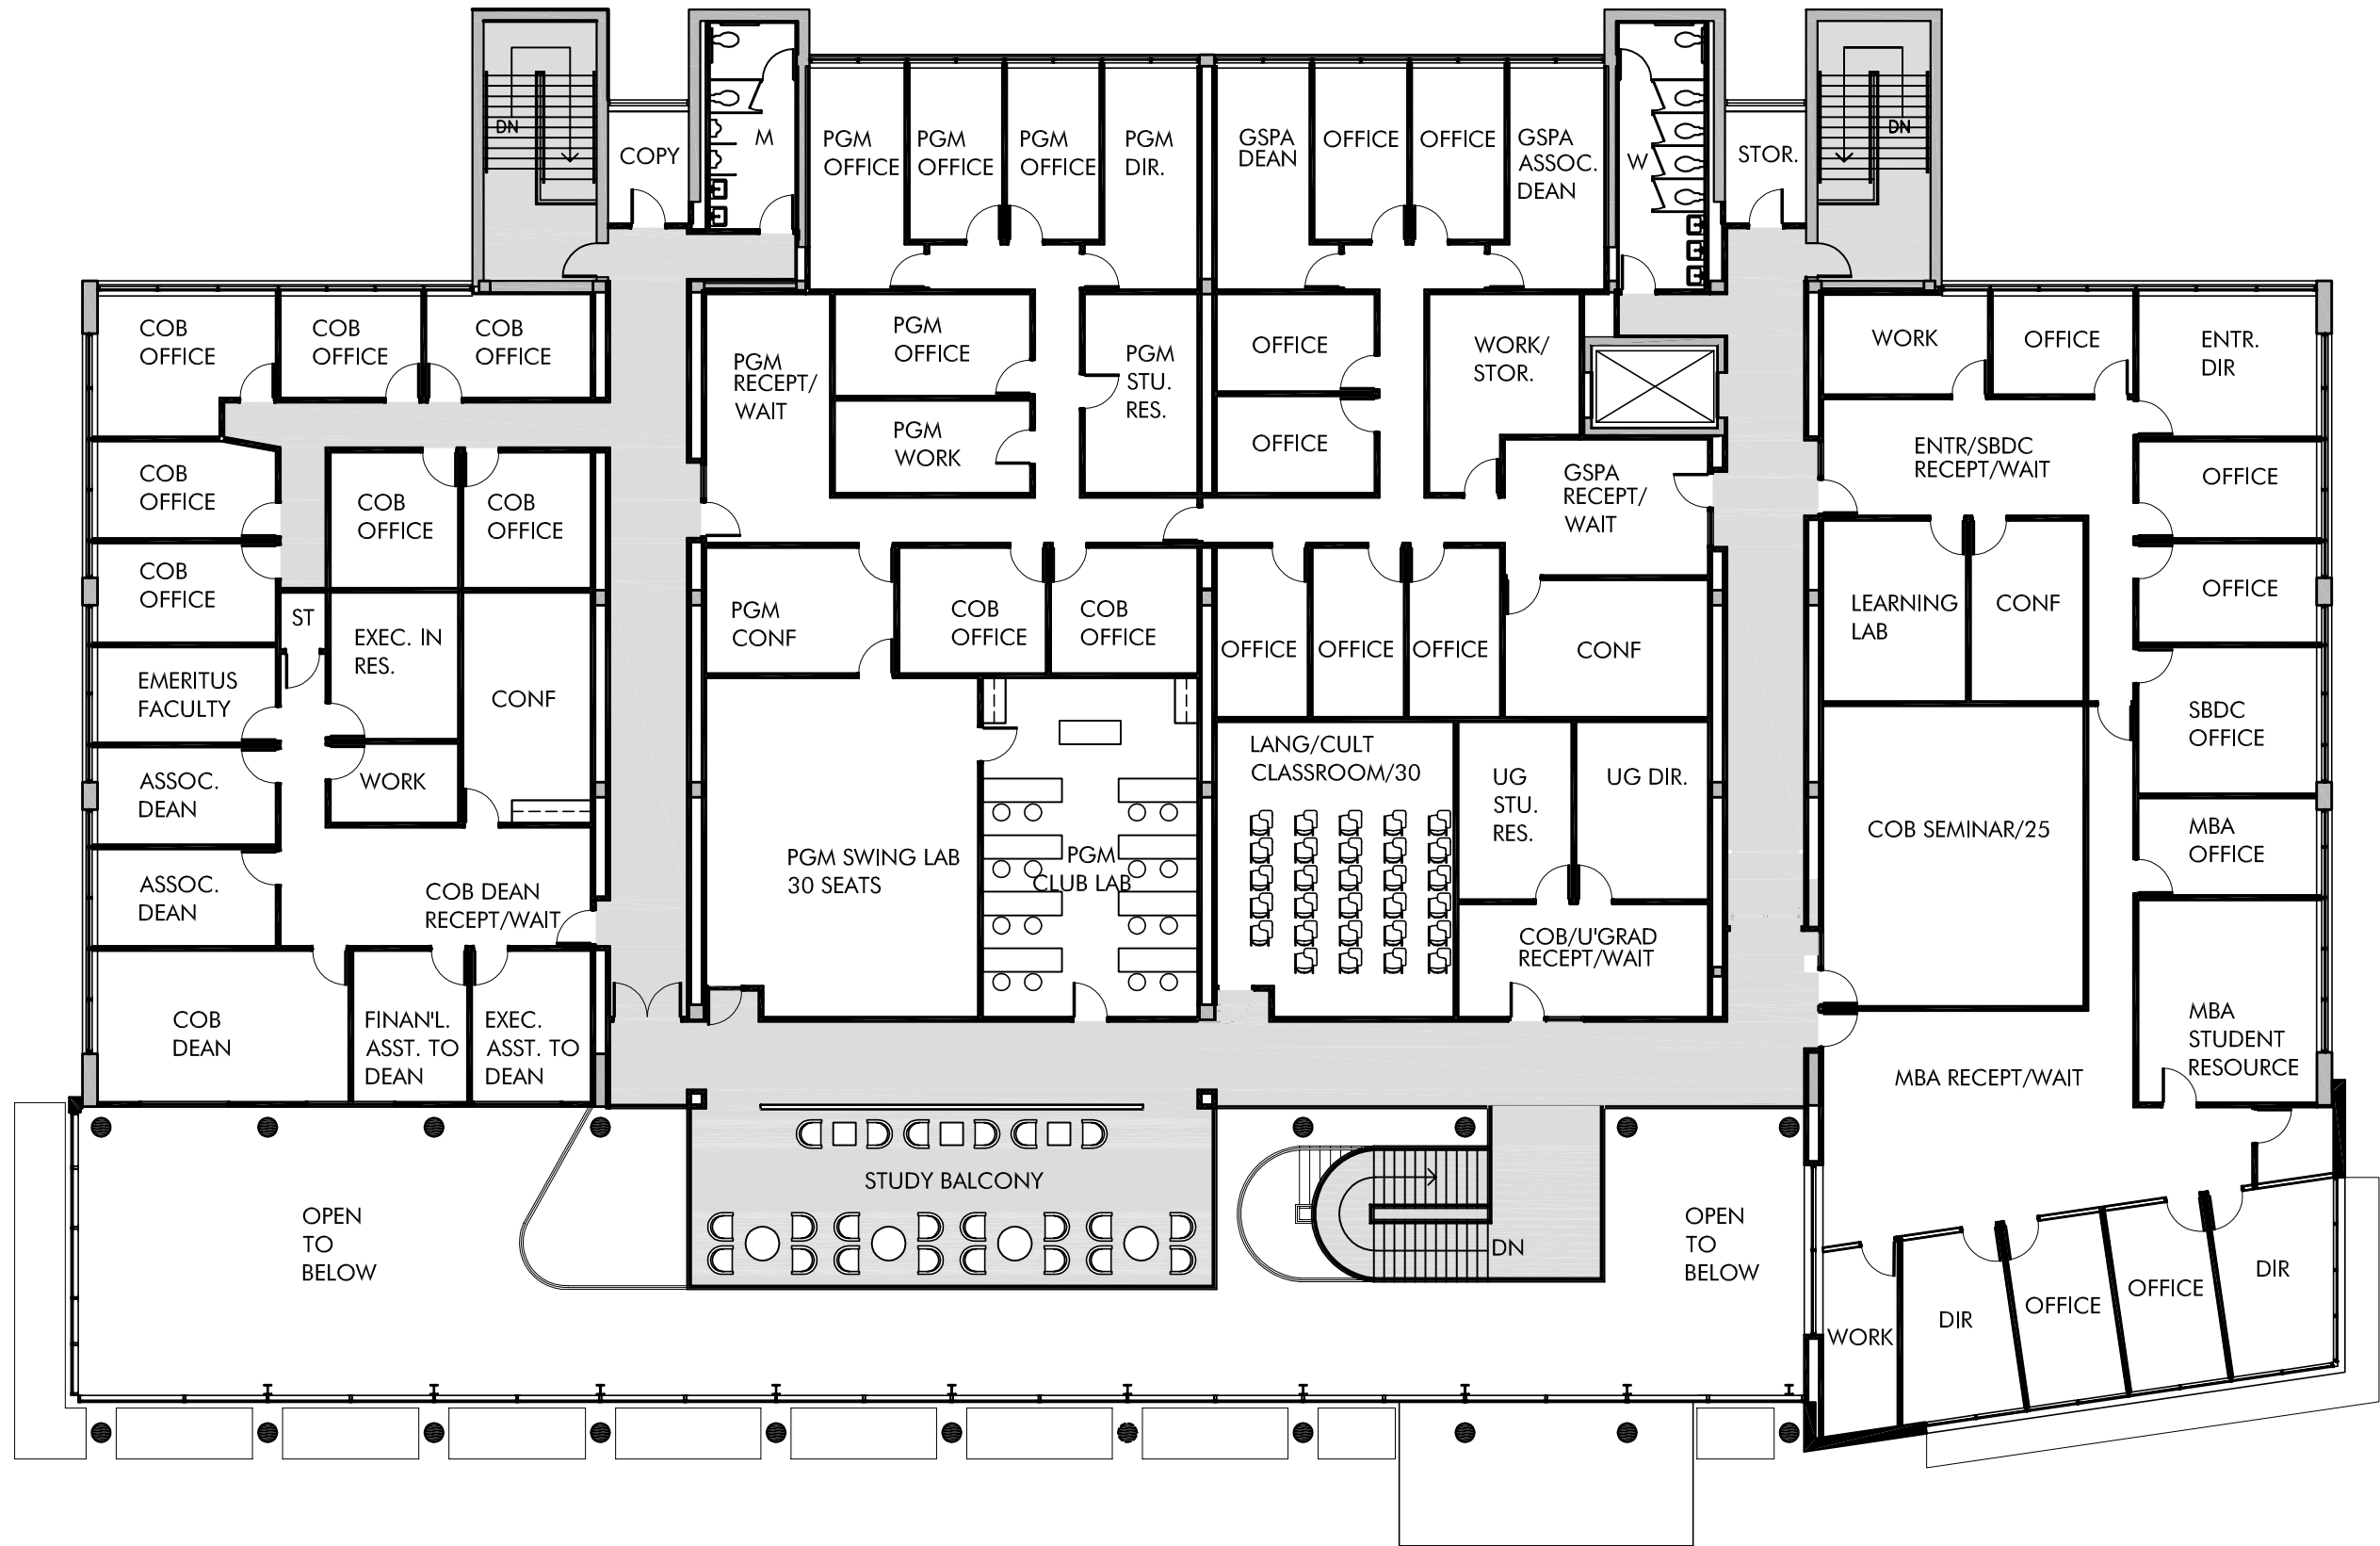 DN
COPY
M
PGM
OFFICE
PGM
OFFICE
PGM
OFFICE
PGM
DIR.
GSPA
DEAN
OFFICE
OFFICE
GSPA
ASSOC.
DEAN
W
STOR.
DN
COB
OFFICE
COB
OFFICE
COB
OFFICE
PGM
RECEPT/
WAIT
PGM
OFFICE
PGM
WORK
PGM
STU.
RES.
OFFICE
OFFICE
WORK/
STOR.
WORK
OFFICE
ENTR.
DIR
COB
OFFICE
COB
OFFICE
COB
OFFICE
GSPA
RECEPT/
WAIT
ENTR/SBDC
RECEPT/WAIT
OFFICE
COB
OFFICE
ST
EXEC. IN
RES.
PGM
CONF
COB
OFFICE
COB
OFFICE
OFFICE
OFFICE
OFFICE
CONF
LEARNING
LAB
CONF
OFFICE
EMERITUS
FACULTY
CONF
SBDC
OFFICE
ASSOC.
DEAN
WORK
LANG/CULT
CLASSROOM/30
UG
STU.
RES.
UG DIR.
COB SEMINAR/25
MBA
OFFICE
ASSOC.
DEAN
COB DEAN
RECEPT/WAIT
PGM SWING LAB
30 SEATS
PGM
CLUB LAB
COB/U'GRAD
RECEPT/WAIT
COB
DEAN
FINAN'L.
ASST. TO
DEAN
EXEC.
ASST. TO
DEAN
MBA
STUDENT
RESOURCE
MBA RECEPT/WAIT
STUDY BALCONY
OPEN
TO
BELOW
DN
OPEN
TO
BELOW
WORK
DIR
OFFICE
OFFICE
DIR